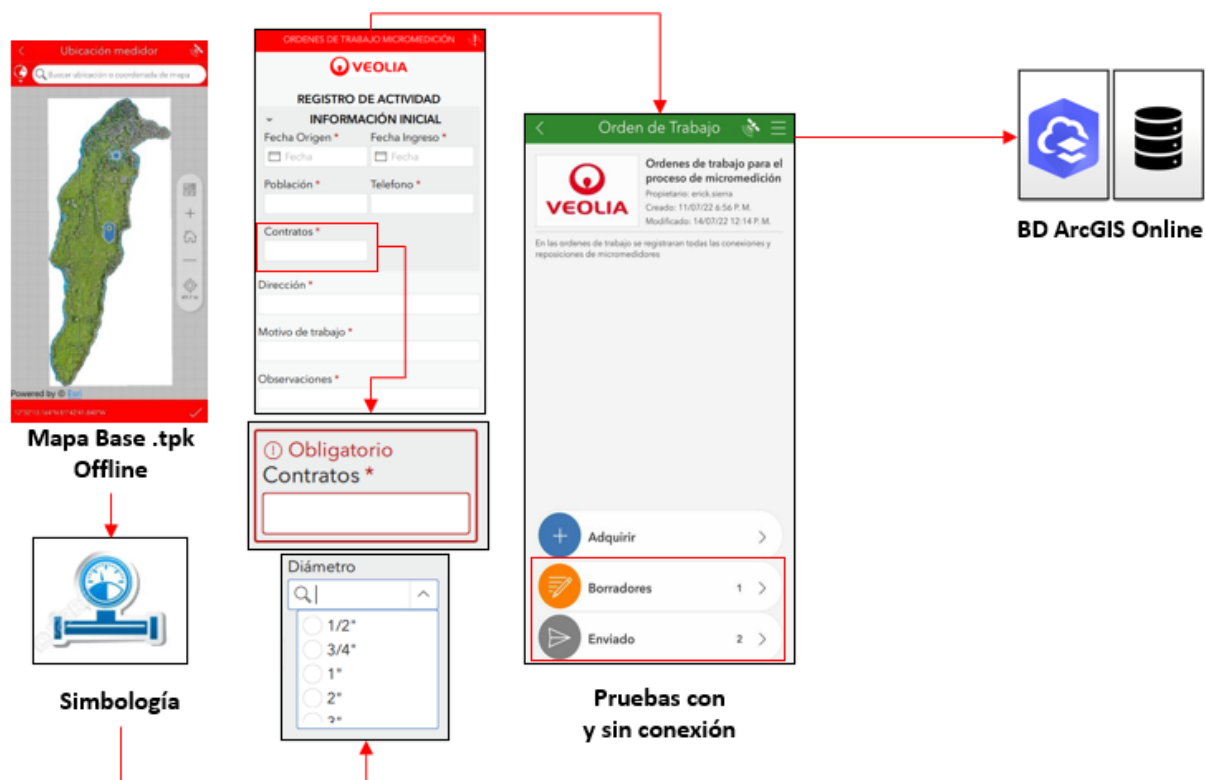 Ubicación medidor
Buscar ubicación o coordenada de mapa
Powered by © Esri
Mapa Base .tpk
Offline
Simbología
ORDENES DE TRABAJO MICROMEDICIÓN
VEOLIA
REGISTRO DE ACTIVIDAD
INFORMACIÓN INICIAL
Fecha Origen * Fecha Ingreso *
Fecha Fecha
Población * Telefono *
Contratos *
Dirección *
Motivo de trabajo *
Observaciones *
Obligatorio
Contratos *
Diámetro
1/2"
3/4"
1"
2"
3"
Orden de Trabajo
VEOLIA
Ordenes de trabajo para el
proceso de micromedición
Propietario: erick.sierra
Creado: 11/07/22 6:56 P. M.
Modificado: 14/07/22 12:14 P. M.
En las ordenes de trabajo se registraran todas las conexiones y
reposiciones de micromedidores
Adquirir
Borradores 1
Enviado 2
Pruebas con
y sin conexión
BD ArcGIS Online